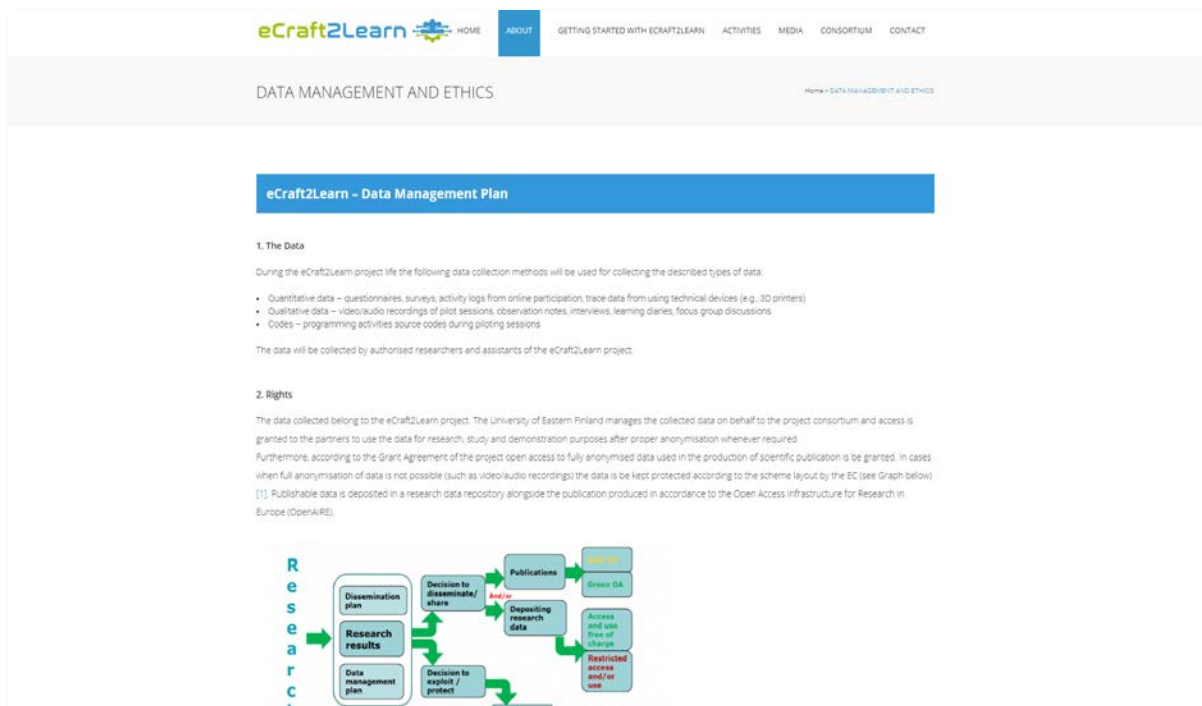 eCraft2Learn
HOME ABOUT GETTING STARTED WITH ECRAFT2LEARN ACTIVITIES MEDIA CONSORTIUM CONTACT
DATA MANAGEMENT AND ETHICS
Home » DATA MANAGEMENT AND ETHICS
eCraft2Learn – Data Management Plan
1. The Data
During the eCraft2Learn project life the following data collection methods will be used for collecting the described types of data:
• Quantitative data – questionnaires, surveys, activity logs from online participation, trace data from using technical devices (e.g., 3D printers)
• Qualitative data – video/audio recordings of pilot sessions, observation notes, interviews, learning diaries, focus group discussions
• Codes – programming activities source codes during piloting sessions
The data will be collected by authorised researchers and assistants of the eCraft2Learn project.
2. Rights
The data collected belong to the eCraft2Learn project. The University of Eastern Finland manages the collected data on behalf to the project consortium and access is
granted to the partners to use the data for research, study and demonstration purposes after proper anonymisation whenever required.
Furthermore, according to the Grant Agreement of the project open access to fully anonymised data used in the production of scientific publication is be granted. In cases
when full anonymisation of data is not possible (such as video/audio recordings) the data is be kept protected according to the scheme layout by the EC (see Graph below)
[1]. Publishable data is deposited in a research data repository alongside the publication produced in accordance to the Open Access Infrastructure for Research in
Europe (OpenAIRE).
Researc
Dissemination
plan
Research
results
Data
management
plan
Decision to
disseminate/
share
And/or
Decision to
exploit /
protect
Publications
Depositing
research
data
Green OA
Access
and use
free of
charge
Restricted
access
and/or
use